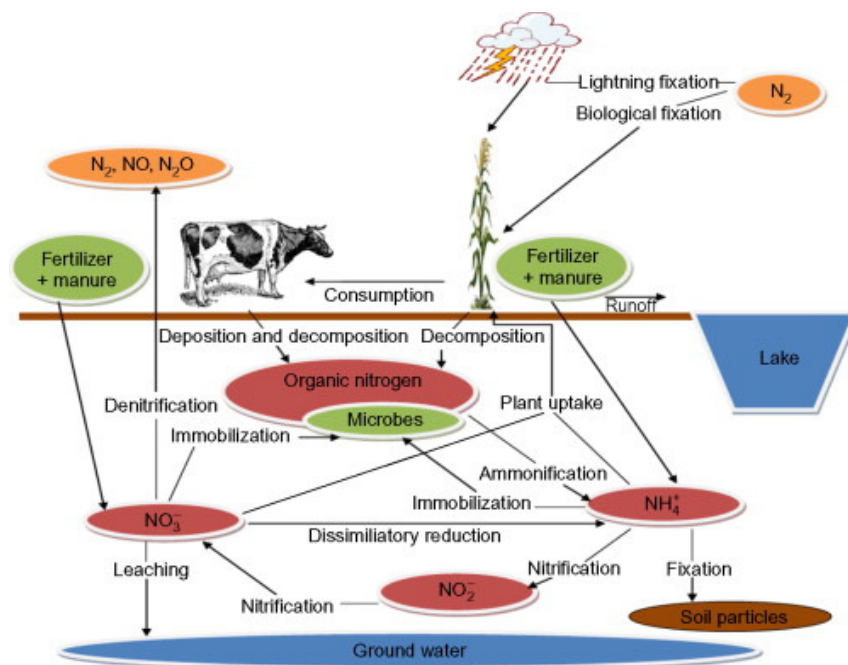 Lightning fixation
N₂
Biological fixation
N₂, NO, N₂O
Fertilizer
+ manure
Fertilizer
+ manure
Consumption
Runoff
Deposition and decomposition
Decomposition
Lake
Organic nitrogen
Denitrification
Plant uptake
Microbes
Immobilization
Ammonification
Immobilization
NO₃⁻
NH₄⁺
Dissimiliatory reduction
Leaching
Nitrification
Fixation
NO₂⁻
Nitrification
Soil particles
Ground water